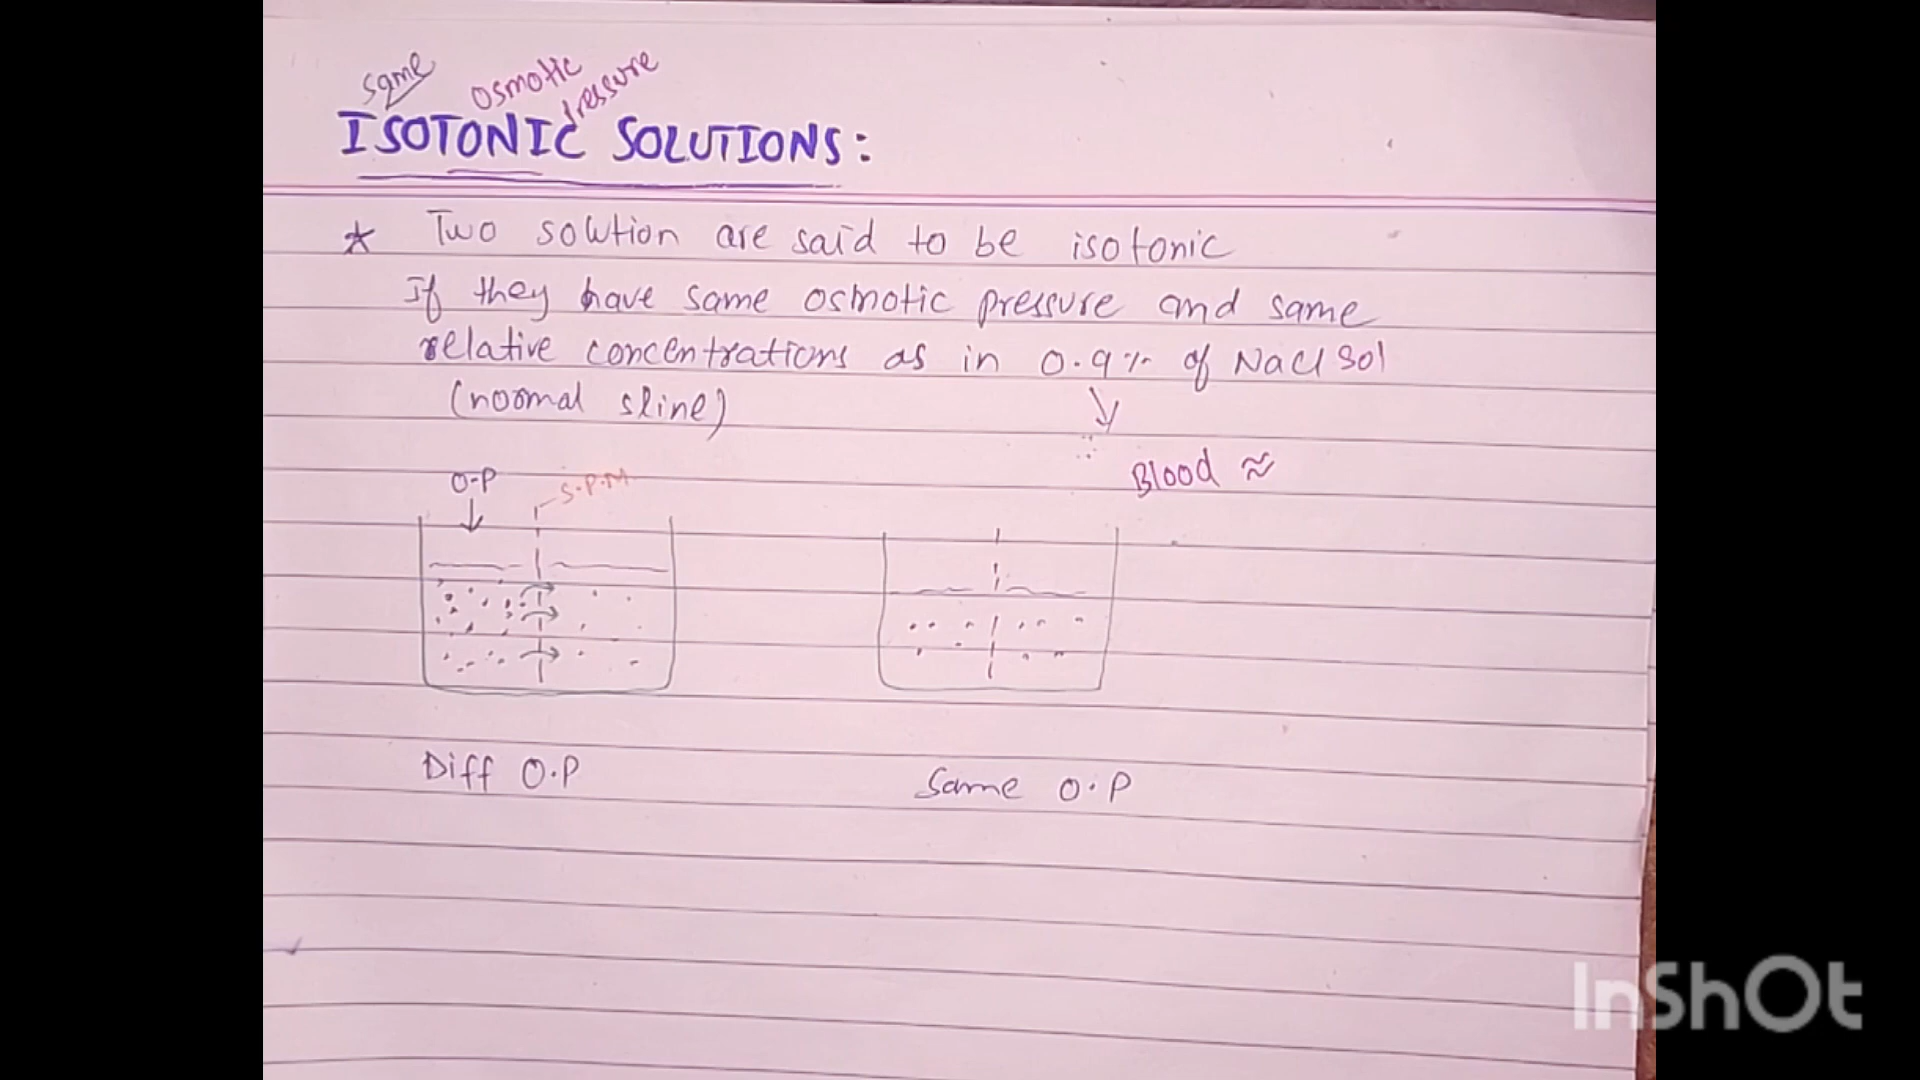 same osmotic pressure
ISOTONIC SOLUTIONS:
* Two solution are said to be isotonic
If they have same osmotic pressure and same
relative concentrations as in 0.9% of NaCl sol
(normal sline)
Blood ≈
O-P
S.P.M
Diff O.P
Same O.P
InShOt